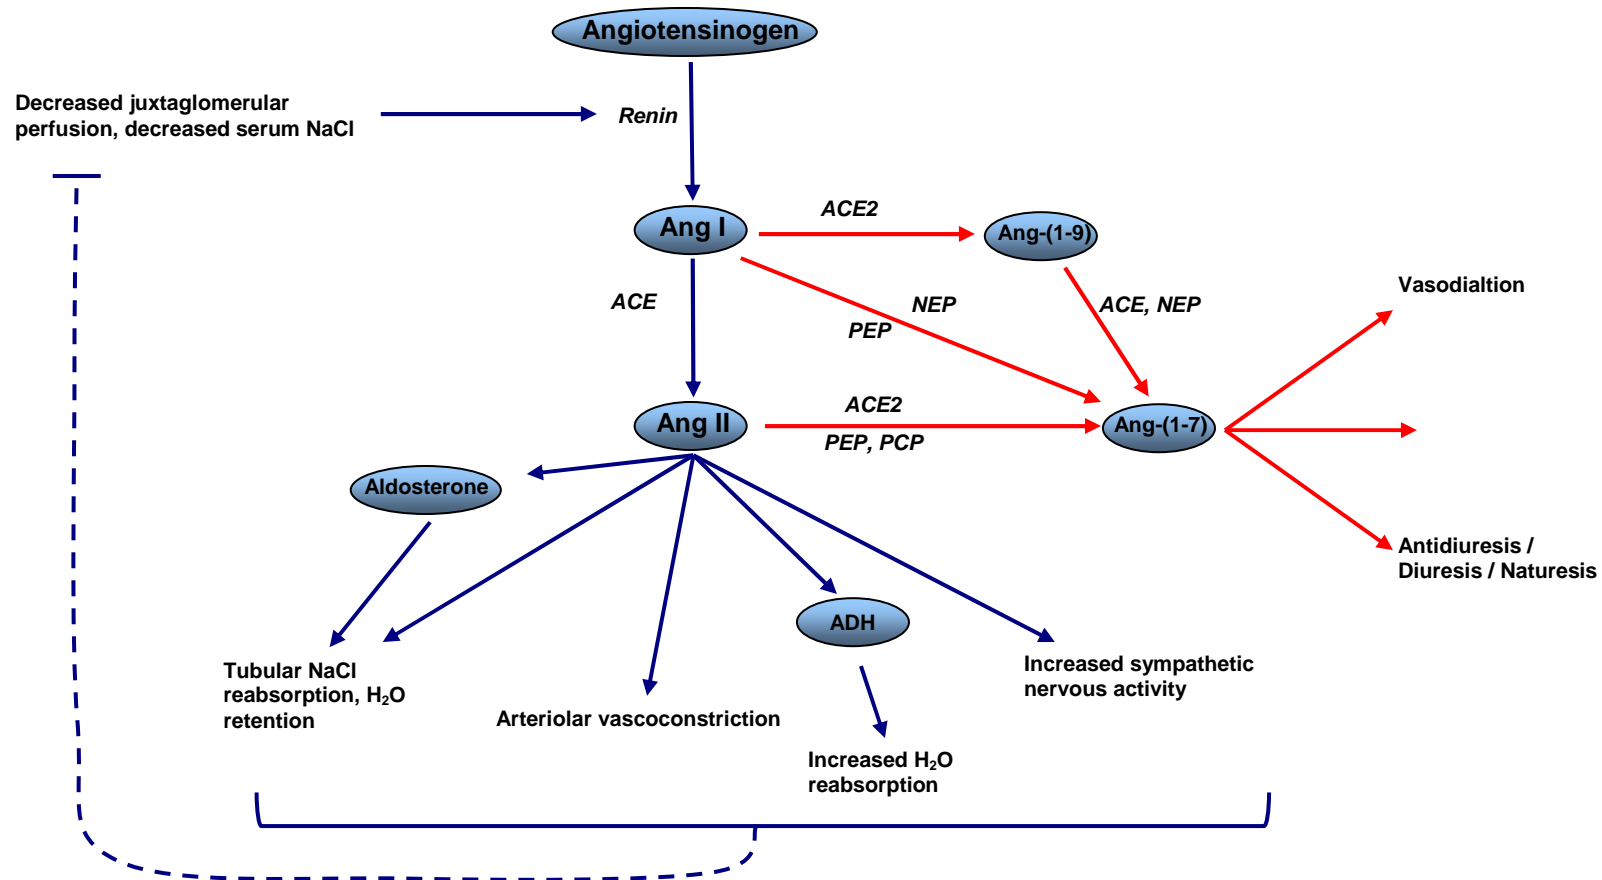 Angiotensinogen
Decreased juxtaglomerular
perfusion, decreased serum NaCl
Renin
Ang I
ACE2
Ang-(1-9)
ACE
NEP
PEP
ACE, NEP
Vasodialtion
Ang II
ACE2
PEP, PCP
Ang-(1-7)
Aldosterone
Antidiuresis /
Diuresis / Naturesis
ADH
Tubular NaCl
reabsorption, H₂O
retention
Arteriolar vascoconstriction
Increased sympathetic
nervous activity
Increased H₂O
reabsorption